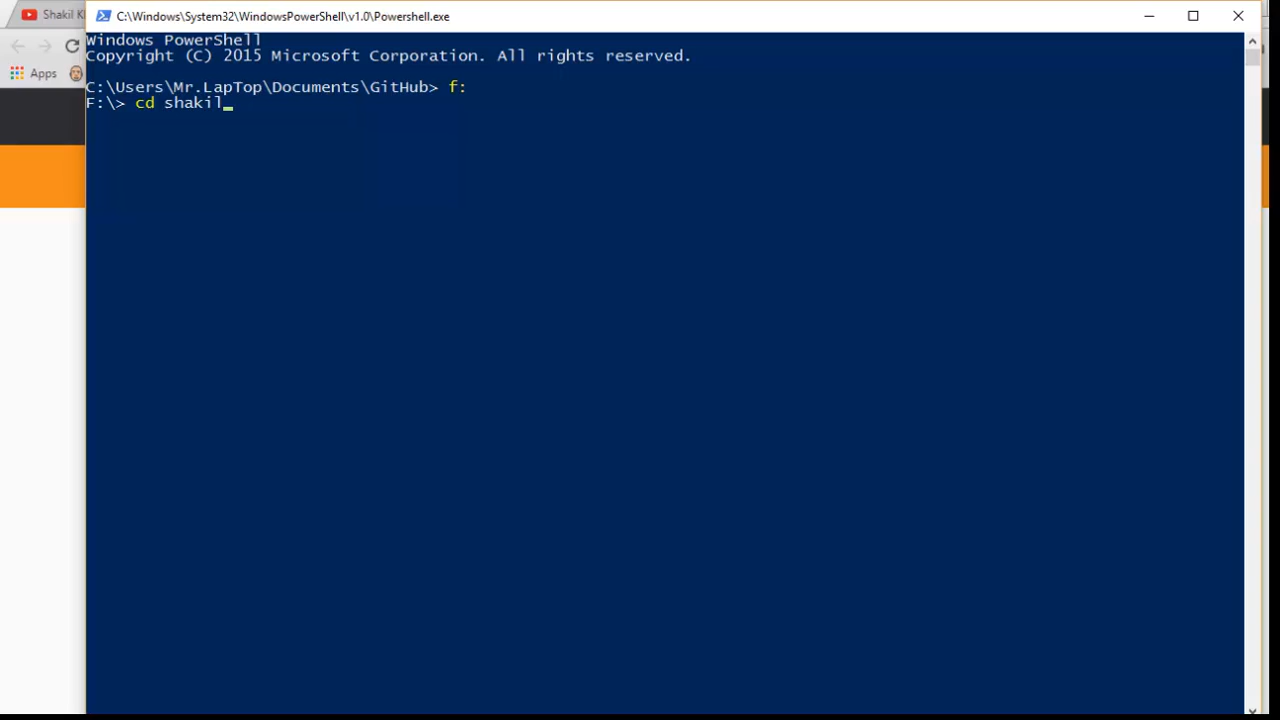 Shakil K
C:\Windows\System32\WindowsPowerShell\v1.0\Powershell.exe
Apps
Windows PowerShell
Copyright (C) 2015 Microsoft Corporation. All rights reserved.
C:\Users\Mr.LapTop\Documents\GitHub> f:
F:\> cd shakil_